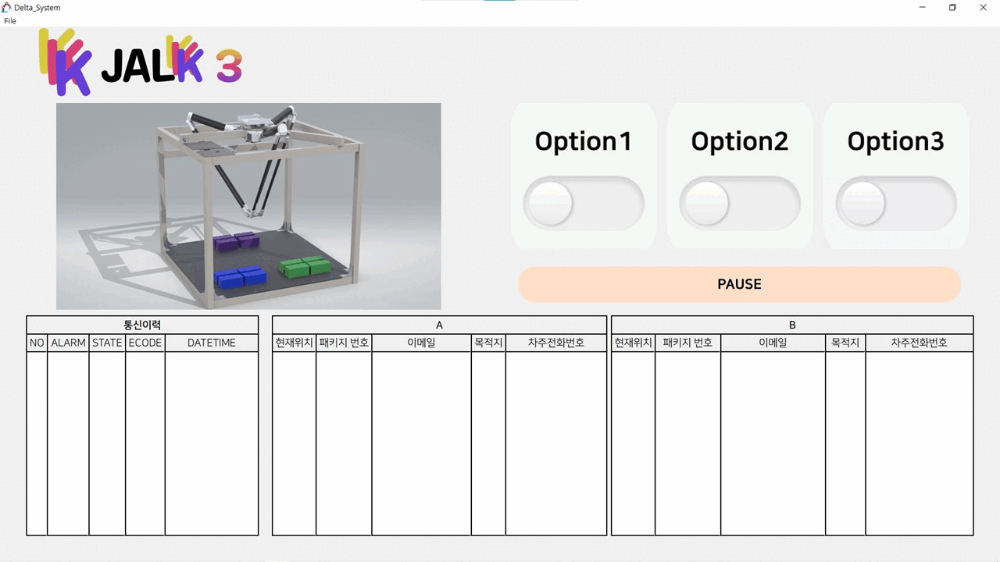 Delta_System
File
JALK 3
Option1
Option2
Option3
PAUSE
통신이력
NO ALARM STATE ECODE DATETIME
A
현재위치 패키지 번호 이메일 목적지 차주전화번호
B
현재위치 패키지 번호 이메일 목적지 차주전화번호